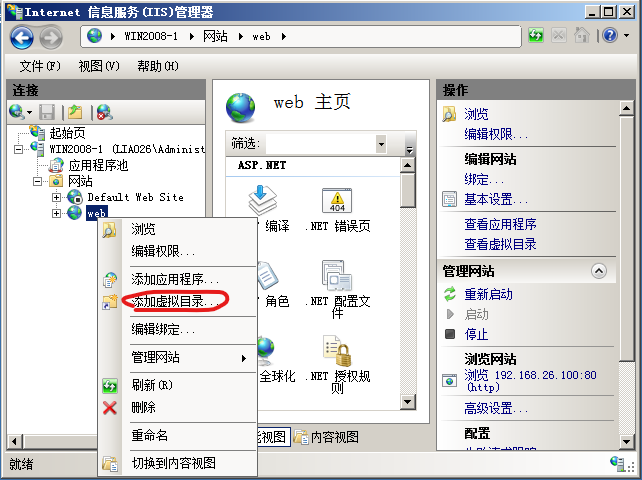 Internet 信息服务(IIS)管理器
WIN2008-1 网站 web
文件(F) 视图(V) 帮助(H)
连接
起始页
WIN2008-1 (LIAO26\Administ
应用程序池
网站
Default Web Site
web
浏览
编辑权限...
添加应用程序...
添加虚拟目录...
编辑绑定...
管理网站
刷新(R)
删除
重命名
切换到内容视图
web 主页
筛选:
ASP.NET
编译
.NET 错误页
404
角色
.NET 配置文件
全球化
.NET 授权规则
能视图
内容视图
操作
浏览
编辑权限...
编辑网站
绑定...
基本设置...
查看应用程序
查看虚拟目录
管理网站
重新启动
启动
停止
浏览网站
浏览 192.168.26.100:80
(http)
高级设置...
配置
就绪